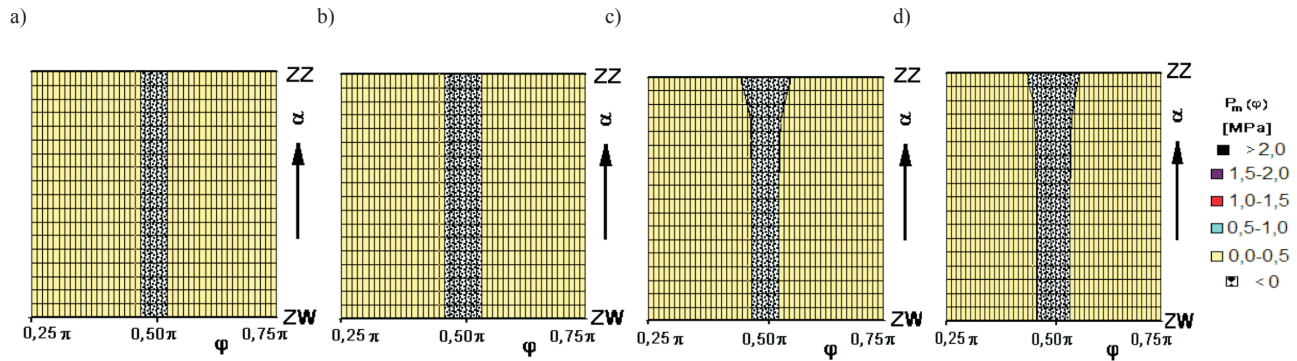 a)
b)
c)
d)
ZZ
α
ZW
0,25 π
0,50π
0,75π
φ
ZZ
α
ZW
0,25 π
0,50π
0,75π
φ
ZZ
α
ZW
0,25 π
0,50π
0,75π
φ
ZZ
α
ZW
0,25 π
0,50π
0,75π
φ
Pm (φ)
[MPa]
>2,0
1,5-2,0
1,0-1,5
0,5-1,0
0,0-0,5
<0